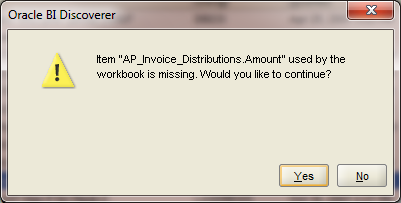 Oracle BI Discoverer
Item "AP_Invoice_Distributions.Amount" used by the
workbook is missing. Would you like to continue?
Yes No